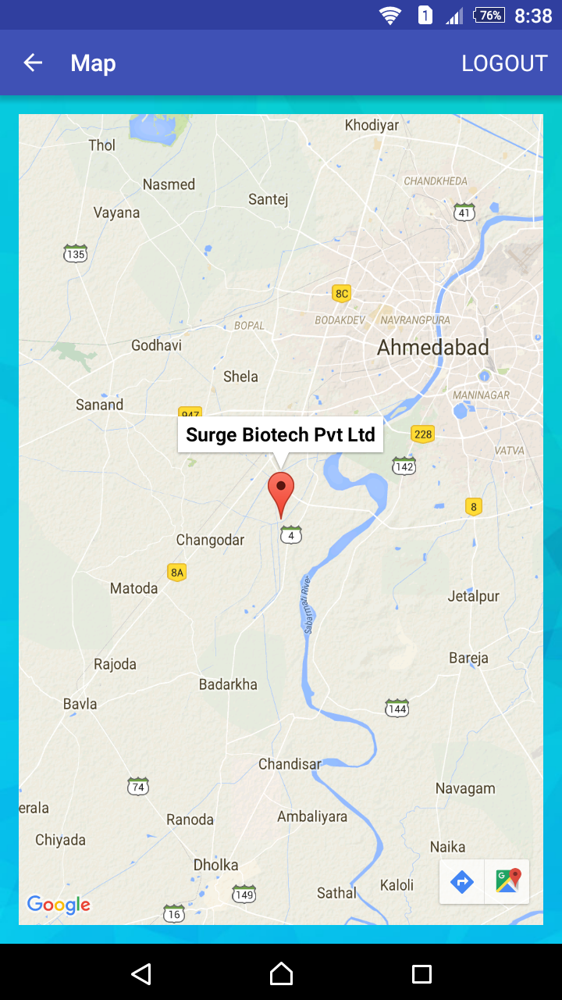 1
76%
8:38
Map
LOGOUT
Khodiyar
Thol
CHANDKHEDA
Nasmed
Santej
Vayana
41
135
8C
BOPAL
BODAKDEV
NAVRANGPURA
Godhavi
Ahmedabad
Shela
MANINAGAR
Sanand
947
Surge Biotech Pvt Ltd
228
VATVA
142
8
4
Changodar
8A
Matoda
Jetalpur
Sabarmati River
Bareja
Rajoda
Badarkha
Bavla
144
Chandisar
74
Navagam
erala
Ranoda
Ambaliyara
Chiyada
Naika
Dholka
Kaloli
G
Sathal
149
Google
16